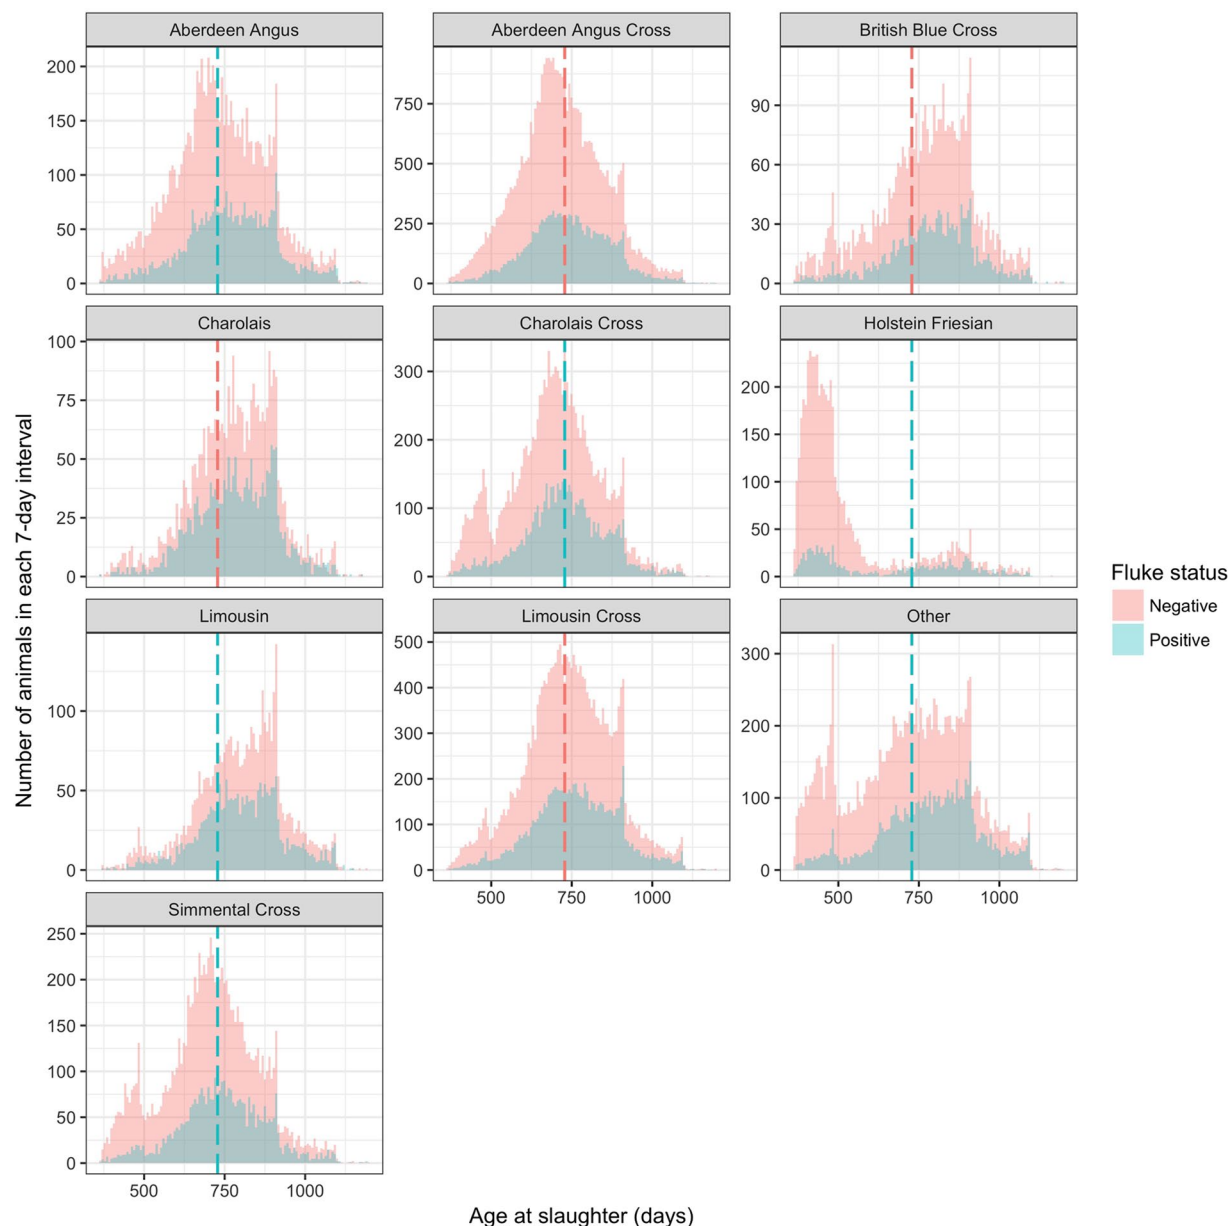 Aberdeen Angus
Aberdeen Angus Cross
British Blue Cross
200
150
100
50
0
750
500
250
0
90
60
30
0
Charolais
Charolais Cross
Holstein Friesian
100
75
50
25
0
300
200
100
0
200
150
100
50
0
Number of animals in each 7-day interval
Fluke status
Negative
Positive
Limousin
Limousin Cross
Other
100
50
0
500
400
300
200
100
0
300
200
100
0
500 750 1000
500 750 1000
Simmental Cross
250
200
150
100
50
0
500 750 1000
Age at slaughter (days)